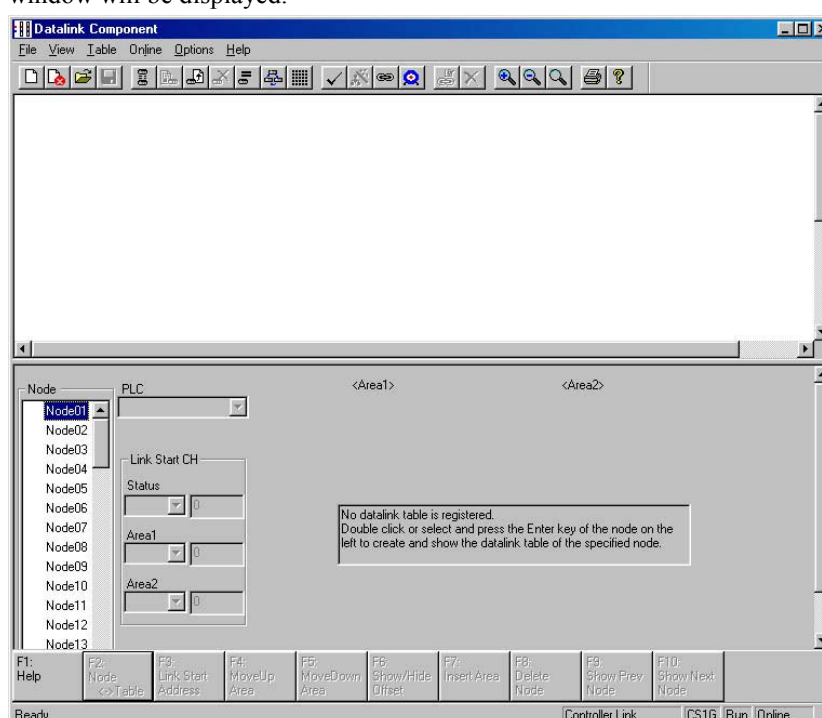 window will be displayed.
Datalink Component
File View Table Online Options Help
Node
PLC
<Area1>
<Area2>
Node01
Node02
Node03
Node04
Node05
Node06
Node07
Node08
Node09
Node10
Node11
Node12
Node13
Link Start CH
Status
0
Area1
0
Area2
0
No datalink table is registered.
Double click or select and press the Enter key of the node on the
left to create and show the datalink table of the specified node.
F1:
Help
F2:
Node
<->Table
F3:
Link Start
Address
F4:
MoveUp
Area
F5:
MoveDown
Area
F6:
Show/Hide
Offset
F7:
Insert Area
F8:
Delete
Node
F9:
Show Prev
Node
F10:
Show Next
Node
Ready
Controller Link
CS1G
Run
Online